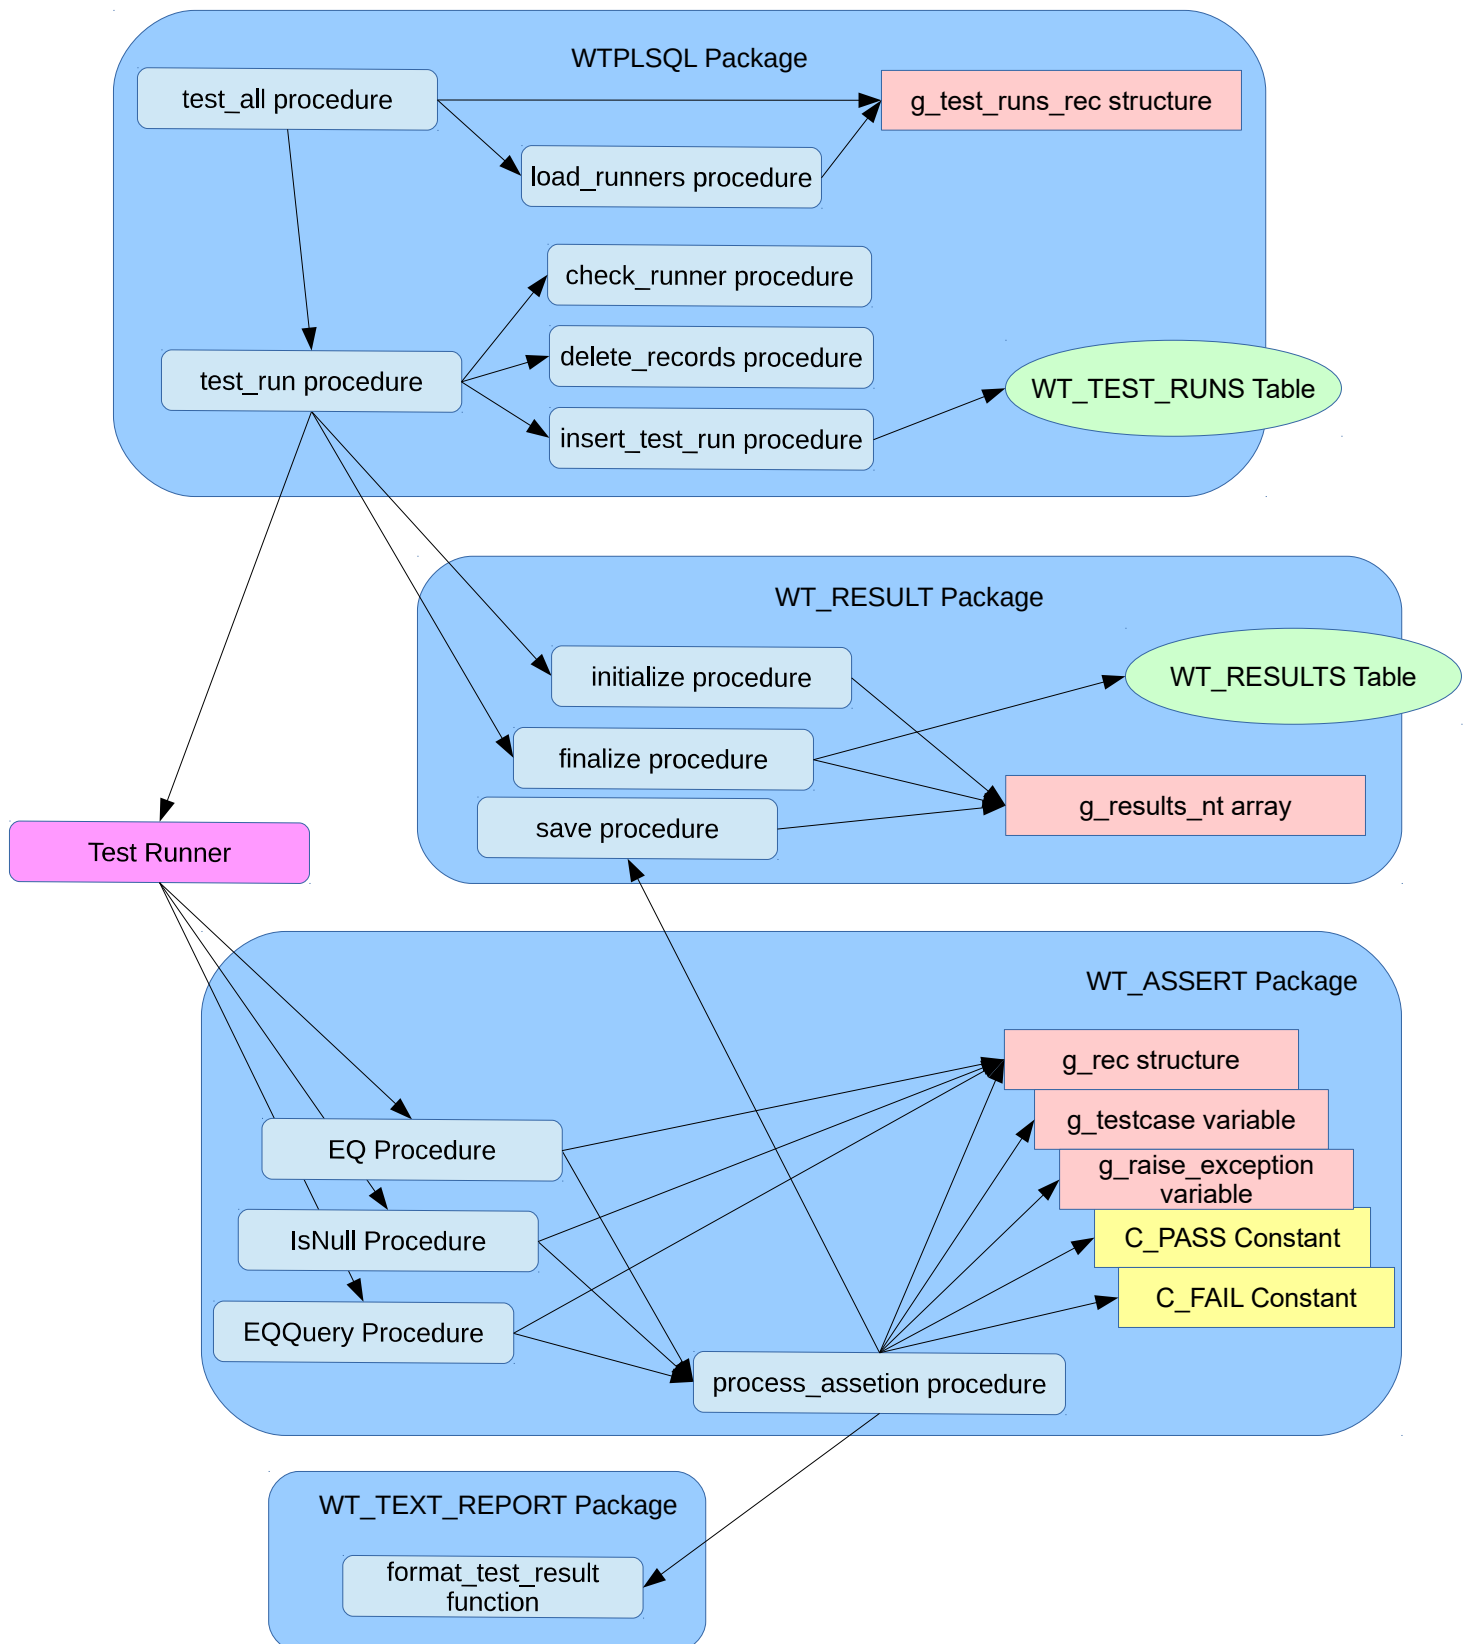 WTPLSQL Package
test_all procedure
g_test_runs_rec structure
load_runners procedure
check_runner procedure
delete_records procedure
test_run procedure
WT_TEST_RUNS Table
insert_test_run procedure
WT_RESULT Package
initialize procedure
WT_RESULTS Table
finalize procedure
g_results_nt array
save procedure
Test Runner
WT_ASSERT Package
g_rec structure
g_testcase variable
EQ Procedure
g_raise_exception
variable
IsNull Procedure
C_PASS Constant
C_FAIL Constant
EQQuery Procedure
process_assetion procedure
WT_TEXT_REPORT Package
format_test_result
function